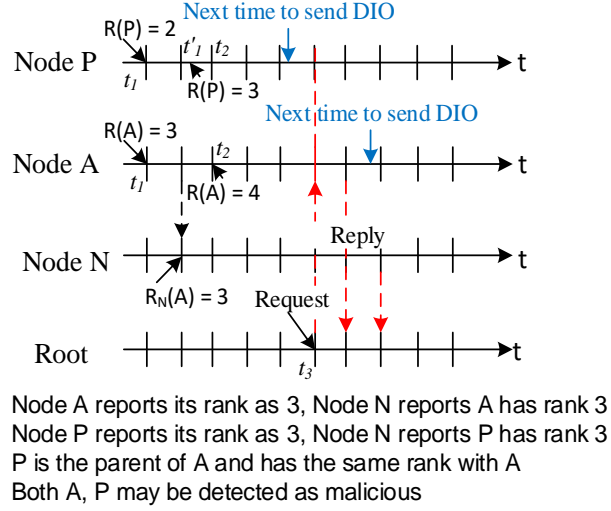 Next time to send DIO
R(P) = 2
t'1 t2
Node P
t
t1
R(P) = 3
Next time to send DIO
R(A) = 3
t2
Node A
t
t1
R(A) = 4
Reply
Node N
t
RN(A) = 3
Request
Root
t
t3
Node A reports its rank as 3, Node N reports A has rank 3
Node P reports its rank as 3, Node N reports P has rank 3
P is the parent of A and has the same rank with A
Both A, P may be detected as malicious